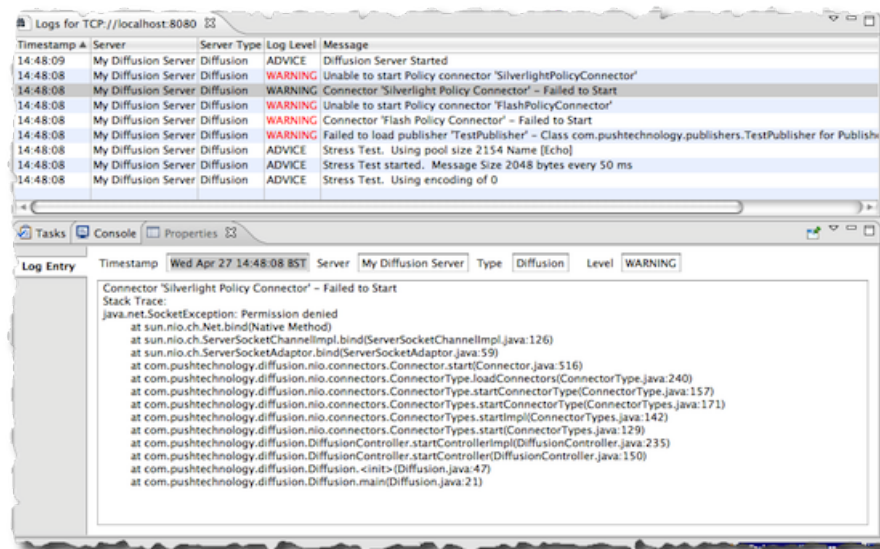 Logs for TCP://localhost:8080
Timestamp Server Server Type Log Level Message
14:48:09 My Diffusion Server Diffusion ADVICE Diffusion Server Started
14:48:08 My Diffusion Server Diffusion WARNING Unable to start Policy connector 'SilverlightPolicyConnector'
14:48:08 My Diffusion Server Diffusion WARNING Connector 'Silverlight Policy Connector' – Failed to Start
14:48:08 My Diffusion Server Diffusion WARNING Unable to start Policy connector 'FlashPolicyConnector'
14:48:08 My Diffusion Server Diffusion WARNING Connector 'Flash Policy Connector' – Failed to Start
14:48:08 My Diffusion Server Diffusion WARNING Failed to load publisher 'TestPublisher' – Class com.pushtechnology.publishers.TestPublisher for Publish
14:48:08 My Diffusion Server Diffusion ADVICE Stress Test. Using pool size 2154 Name [Echo]
14:48:08 My Diffusion Server Diffusion ADVICE Stress Test started. Message Size 2048 bytes every 50 ms
14:48:08 My Diffusion Server Diffusion ADVICE Stress Test. Using encoding of 0
Tasks Console Properties
Log Entry Timestamp Wed Apr 27 14:48:08 BST Server My Diffusion Server Type Diffusion Level WARNING
Connector 'Silverlight Policy Connector' – Failed to Start
Stack Trace:
java.net.SocketException: Permission denied
at sun.nio.ch.Net.bind(Native Method)
at sun.nio.ch.ServerSocketChannelImpl.bind(ServerSocketChannelImpl.java:126)
at sun.nio.ch.ServerSocketAdaptor.bind(ServerSocketAdaptor.java:59)
at com.pushtechnology.diffusion.nio.connectors.Connector.start(Connector.java:516)
at com.pushtechnology.diffusion.nio.connectors.ConnectorType.loadConnectors(ConnectorType.java:240)
at com.pushtechnology.diffusion.nio.connectors.ConnectorType.startConnectorType(ConnectorType.java:157)
at com.pushtechnology.diffusion.nio.connectors.ConnectorTypes.startConnectorType(ConnectorTypes.java:171)
at com.pushtechnology.diffusion.nio.connectors.ConnectorTypes.startImpl(ConnectorTypes.java:142)
at com.pushtechnology.diffusion.nio.connectors.ConnectorTypes.start(ConnectorTypes.java:129)
at com.pushtechnology.diffusion.DiffusionController.startControllerImpl(DiffusionController.java:235)
at com.pushtechnology.diffusion.DiffusionController.startController(DiffusionController.java:150)
at com.pushtechnology.diffusion.Diffusion.<init>(Diffusion.java:47)
at com.pushtechnology.diffusion.Diffusion.main(Diffusion.java:21)